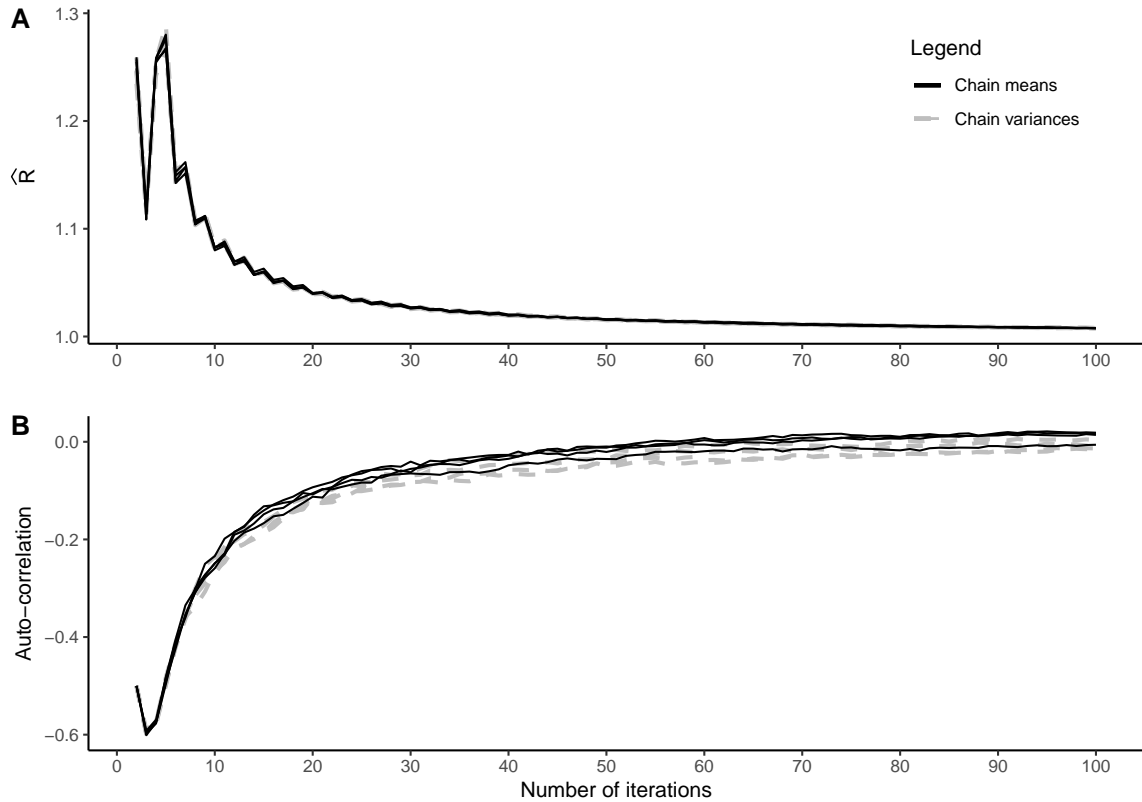 A
1.3
1.2
1.1
1.0
R̂
0 10 20 30 40 50 60 70 80 90 100
Legend
Chain means
Chain variances
B
0.0
−0.2
−0.4
−0.6
Auto−correlation
0 10 20 30 40 50 60 70 80 90 100
Number of iterations